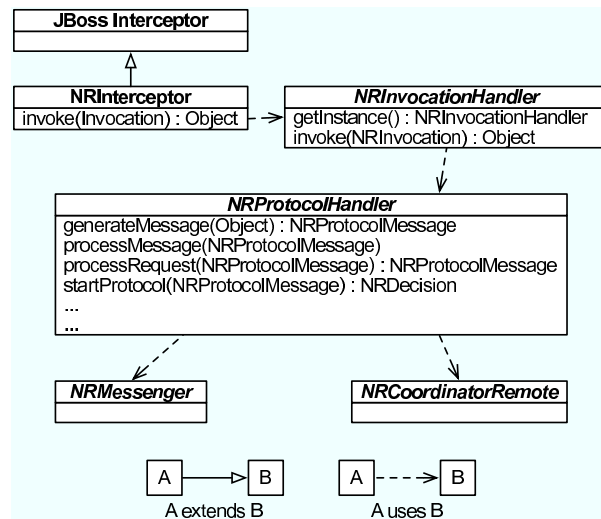 JBoss Interceptor
NRInterceptor
invoke(Invocation) : Object
NRInvocationHandler
getInstance() : NRInvocationHandler
invoke(NRInvocation) : Object
NRProtocolHandler
generateMessage(Object) : NRProtocolMessage
processMessage(NRProtocolMessage)
processRequest(NRProtocolMessage) : NRProtocolMessage
startProtocol(NRProtocolMessage) : NRDecision
...
...
NRMessenger
NRCoordinatorRemote
A B A B
A extends B A uses B